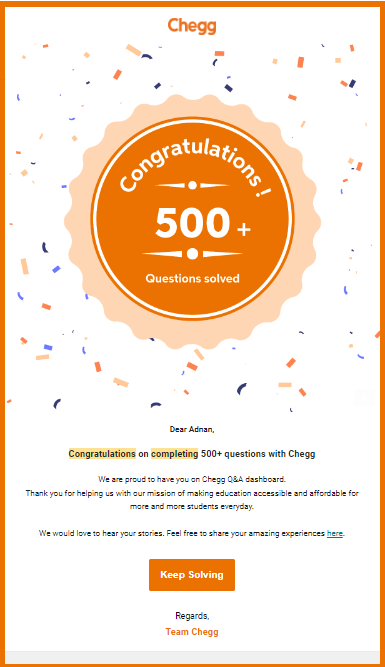 Chegg
Congratulations !
500 +
Questions solved
Dear Adnan,
Congratulations on completing 500+ questions with Chegg
We are proud to have you on Chegg Q&A dashboard.
Thank you for helping us with our mission of making education accessible and affordable for
more and more students everyday.
We would love to hear your stories. Feel free to share your amazing experiences here.
Keep Solving
Regards,
Team Chegg